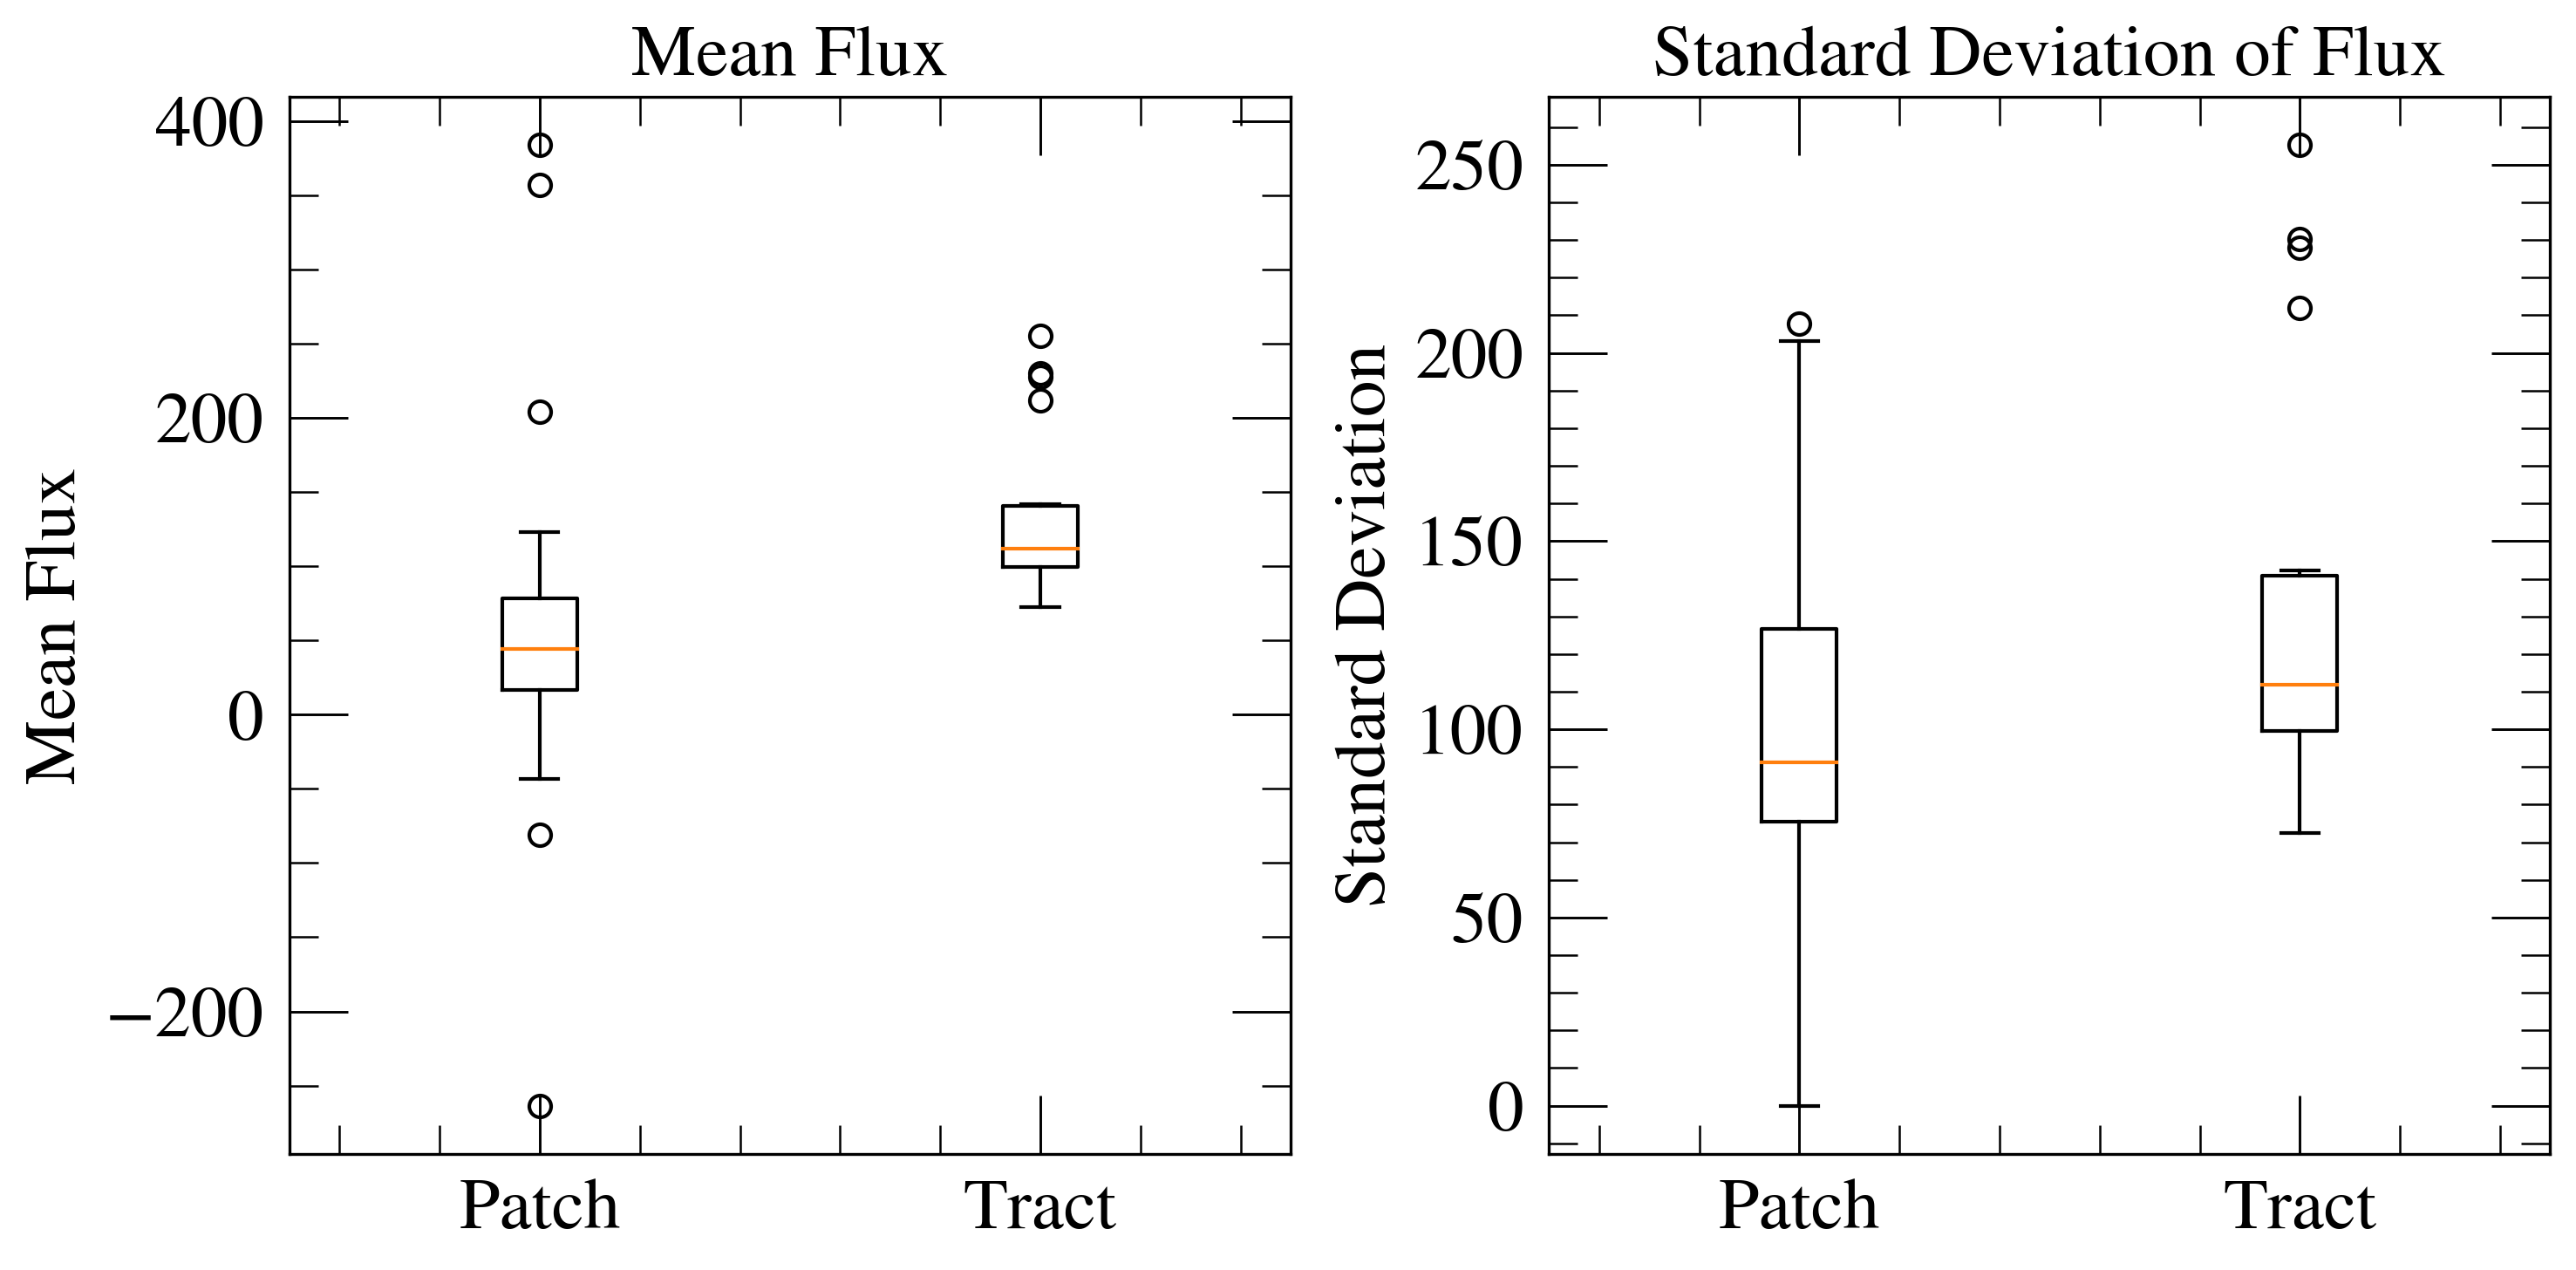 Mean Flux
Mean Flux
400
200
0
−200
Patch Tract
Standard Deviation of Flux
Standard Deviation
250
200
150
100
50
0
Patch Tract